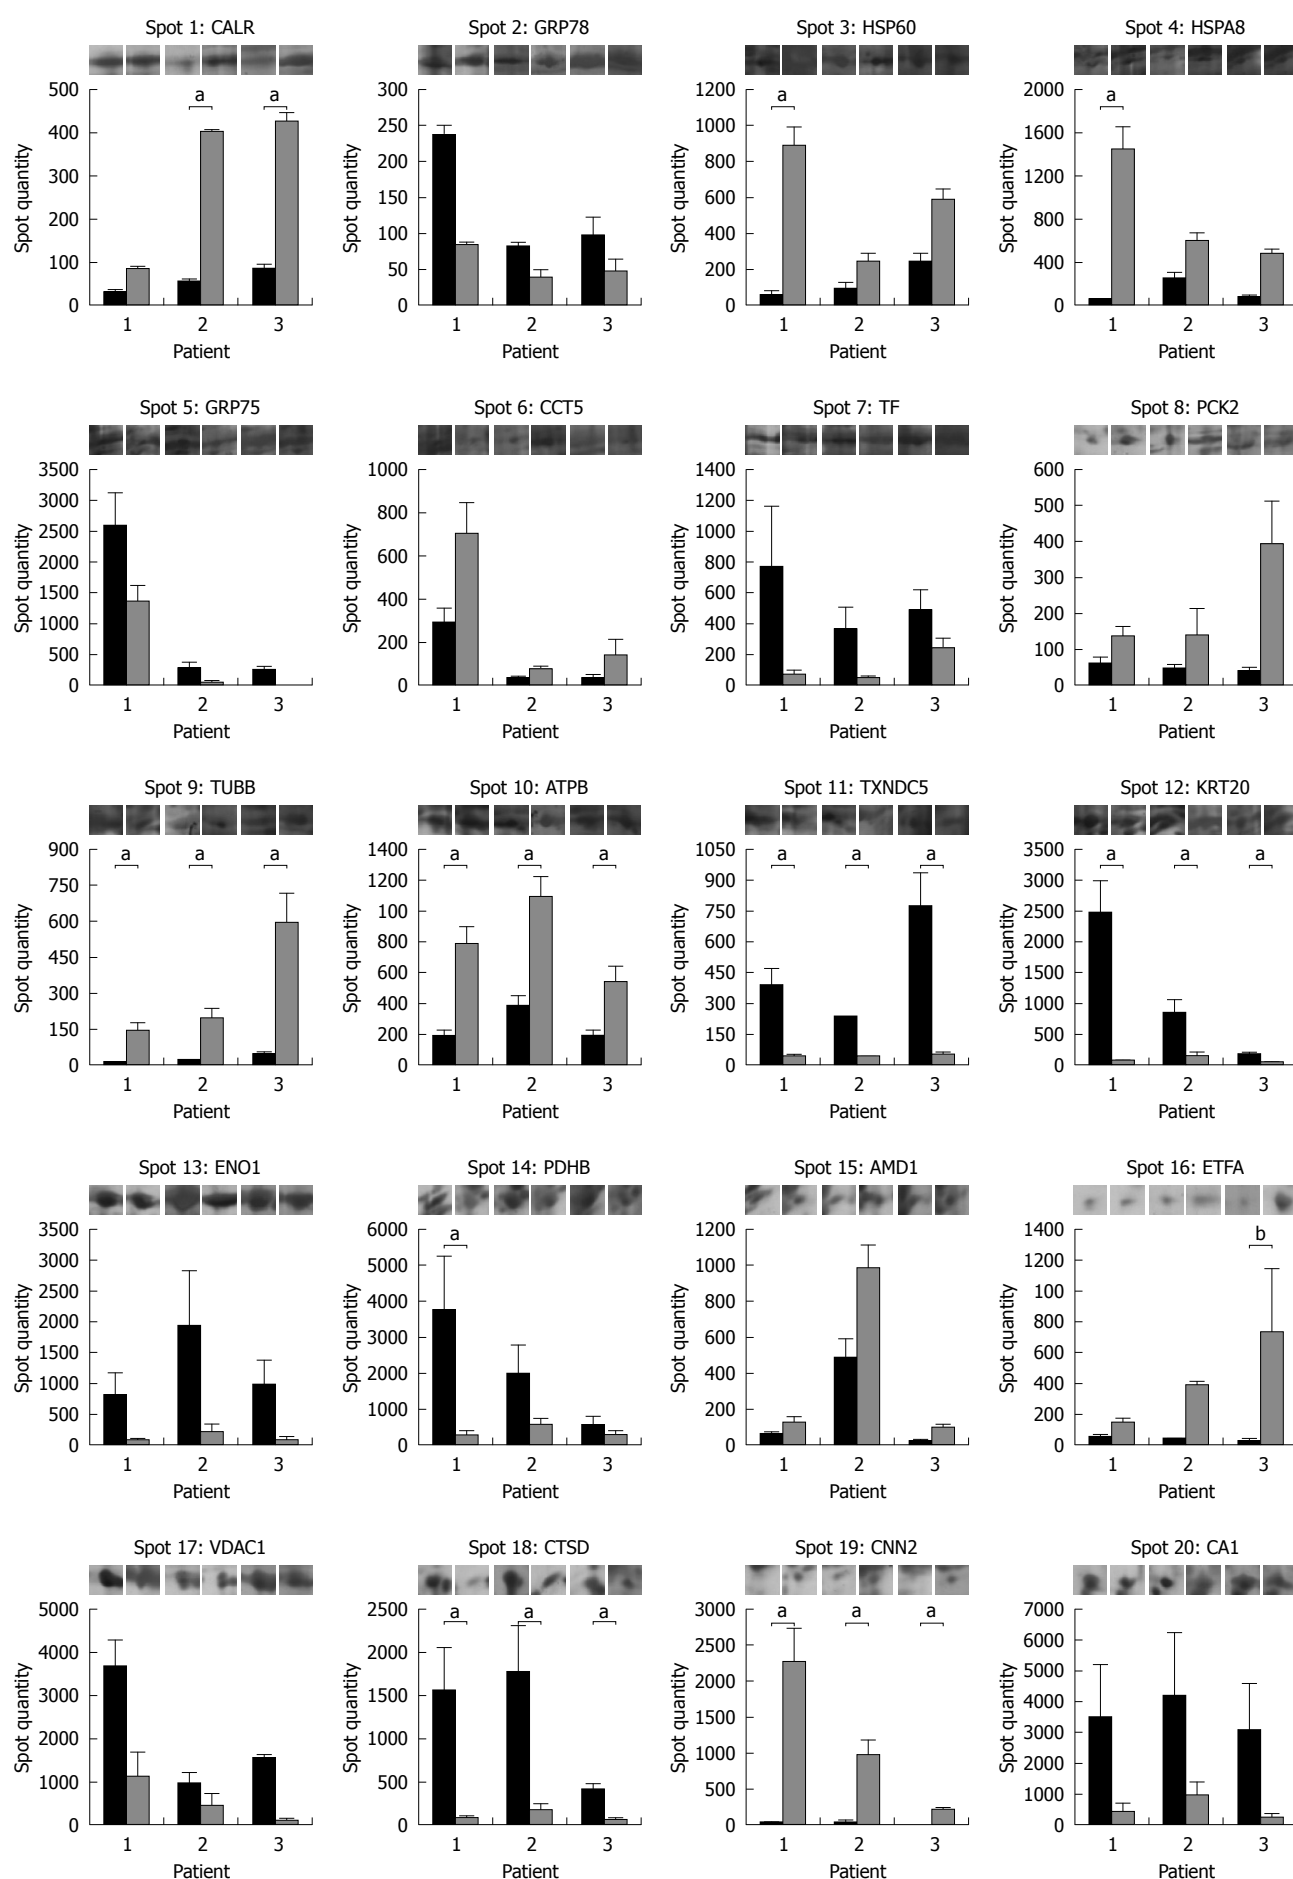 Spot 1: CALR
Spot quantity
500
400
300
200
100
0
a
a
1 2 3
Patient
Spot 2: GRP78
Spot quantity
300
250
200
150
100
50
0
1 2 3
Patient
Spot 3: HSP60
Spot quantity
1200
1000
800
600
400
200
0
a
1 2 3
Patient
Spot 4: HSPA8
Spot quantity
2000
1600
1200
800
400
0
a
1 2 3
Patient
Spot 5: GRP75
Spot quantity
3500
3000
2500
2000
1500
1000
500
0
1 2 3
Patient
Spot 6: CCT5
Spot quantity
1000
800
600
400
200
0
1 2 3
Patient
Spot 7: TF
Spot quantity
1400
1200
1000
800
600
400
200
0
1 2 3
Patient
Spot 8: PCK2
Spot quantity
600
500
400
300
200
100
0
1 2 3
Patient
Spot 9: TUBB
Spot quantity
900
750
600
450
300
150
0
a
a
a
1 2 3
Patient
Spot 10: ATPB
Spot quantity
1400
1200
1000
800
600
400
200
0
a
a
a
1 2 3
Patient
Spot 11: TXNDC5
Spot quantity
1050
900
750
600
450
300
150
0
a
a
a
1 2 3
Patient
Spot 12: KRT20
Spot quantity
3500
3000
2500
2000
1500
1000
500
0
a
a
a
1 2 3
Patient
Spot 13: ENO1
Spot quantity
3500
3000
2500
2000
1500
1000
500
0
1 2 3
Patient
Spot 14: PDHB
Spot quantity
6000
5000
4000
3000
2000
1000
0
a
1 2 3
Patient
Spot 15: AMD1
Spot quantity
1200
1000
800
600
400
200
0
1 2 3
Patient
Spot 16: ETFA
Spot quantity
1400
1200
100
800
600
400
200
0
b
1 2 3
Patient
Spot 17: VDAC1
Spot quantity
5000
4000
3000
2000
1000
0
1 2 3
Patient
Spot 18: CTSD
Spot quantity
2500
2000
1500
1000
500
0
a
a
a
1 2 3
Patient
Spot 19: CNN2
Spot quantity
3000
2500
2000
1500
1000
500
0
a
a
a
1 2 3
Patient
Spot 20: CA1
Spot quantity
7000
6000
5000
4000
3000
2000
1000
0
1 2 3
Patient